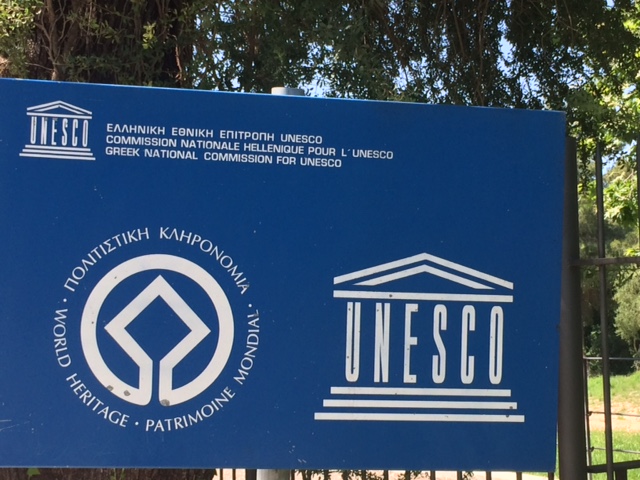 UNESCO
ΕΛΛΗΝΙΚΗ ΕΘΝΙΚΗ ΕΠΙΤΡΟΠΗ UNESCO
COMMISSION NATIONALE HELLENIQUE POUR L'UNESCO
GREEK NATIONAL COMMISSION FOR UNESCO
ΠΟΛΙΤΙΣΤΙΚΗ ΚΛΗΡΟΝΟΜΙΑ · WORLD HERITAGE · PATRIMOINE MONDIAL ·
UNESCO